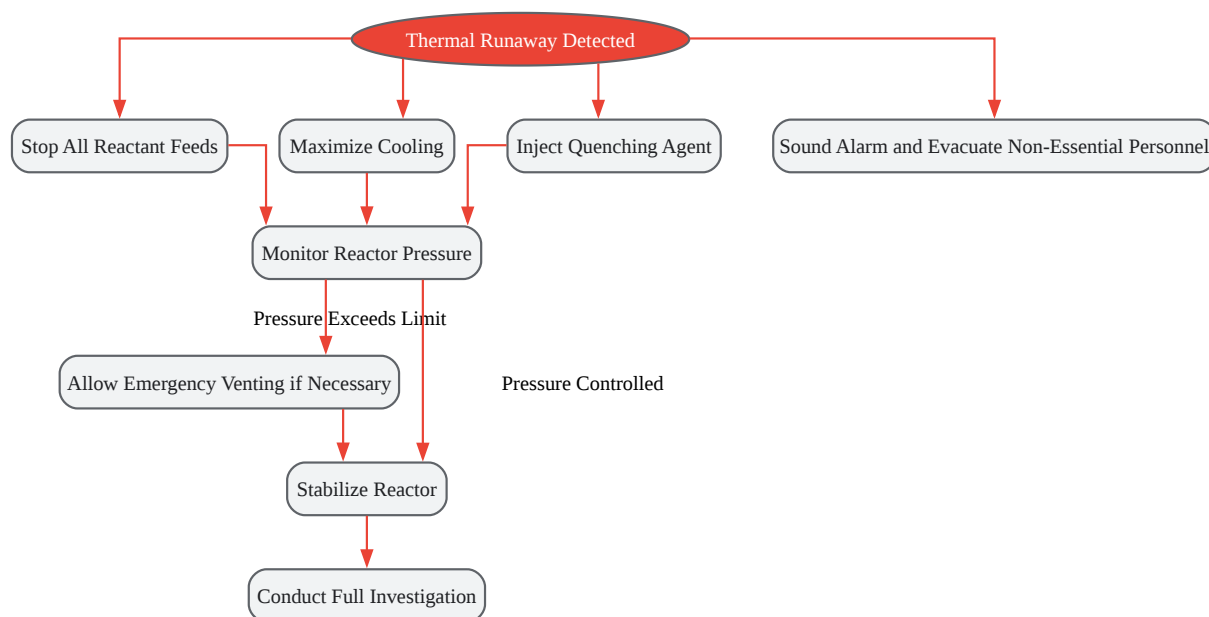 Thermal Runaway Detected
Stop All Reactant Feeds
Maximize Cooling
Inject Quenching Agent
Sound Alarm and Evacuate Non-Essential Personnel
Monitor Reactor Pressure
Pressure Exceeds Limit
Allow Emergency Venting if Necessary
Pressure Controlled
Stabilize Reactor
Conduct Full Investigation